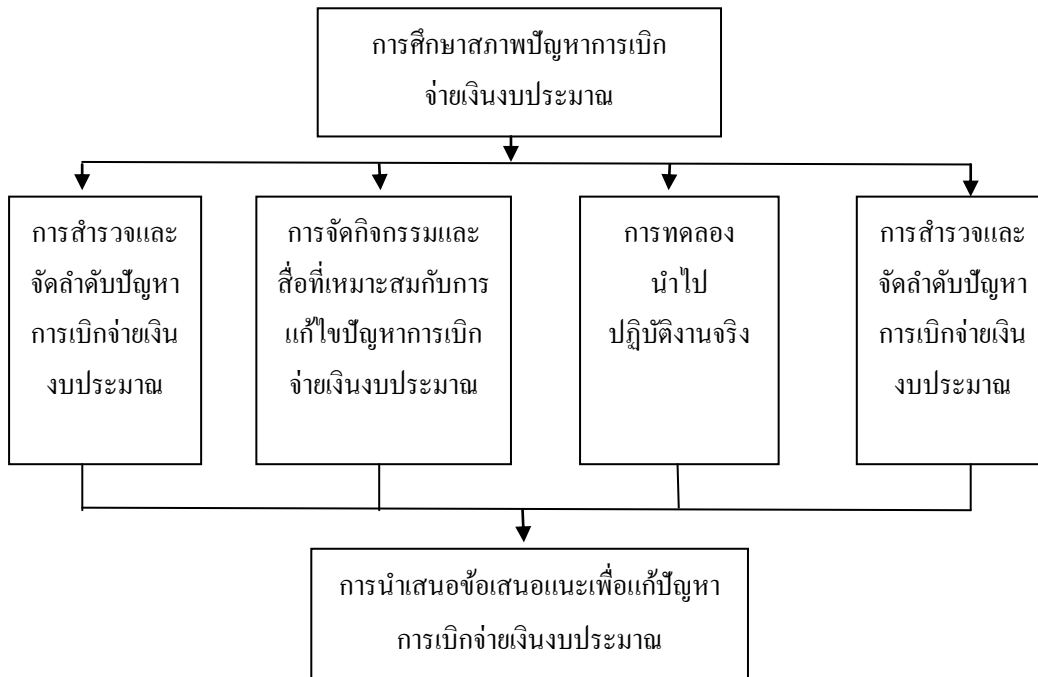 การศึกษาสภาพปัญหาการเบิก
จ่ายเงินงบประมาณ
การสำรวจและ
จัดลำดับปัญหา
การเบิกจ่ายเงิน
งบประมาณ
การจัดกิจกรรมและ
สื่อที่เหมาะสมกับการ
แก้ไขปัญหาการเบิก
จ่ายเงินงบประมาณ
การทดลอง
นำไป
ปฏิบัติงานจริง
การสำรวจและ
จัดลำดับปัญหา
การเบิกจ่ายเงิน
งบประมาณ
การนำเสนอข้อเสนอแนะเพื่อแก้ปัญหา
การเบิกจ่ายเงินงบประมาณ